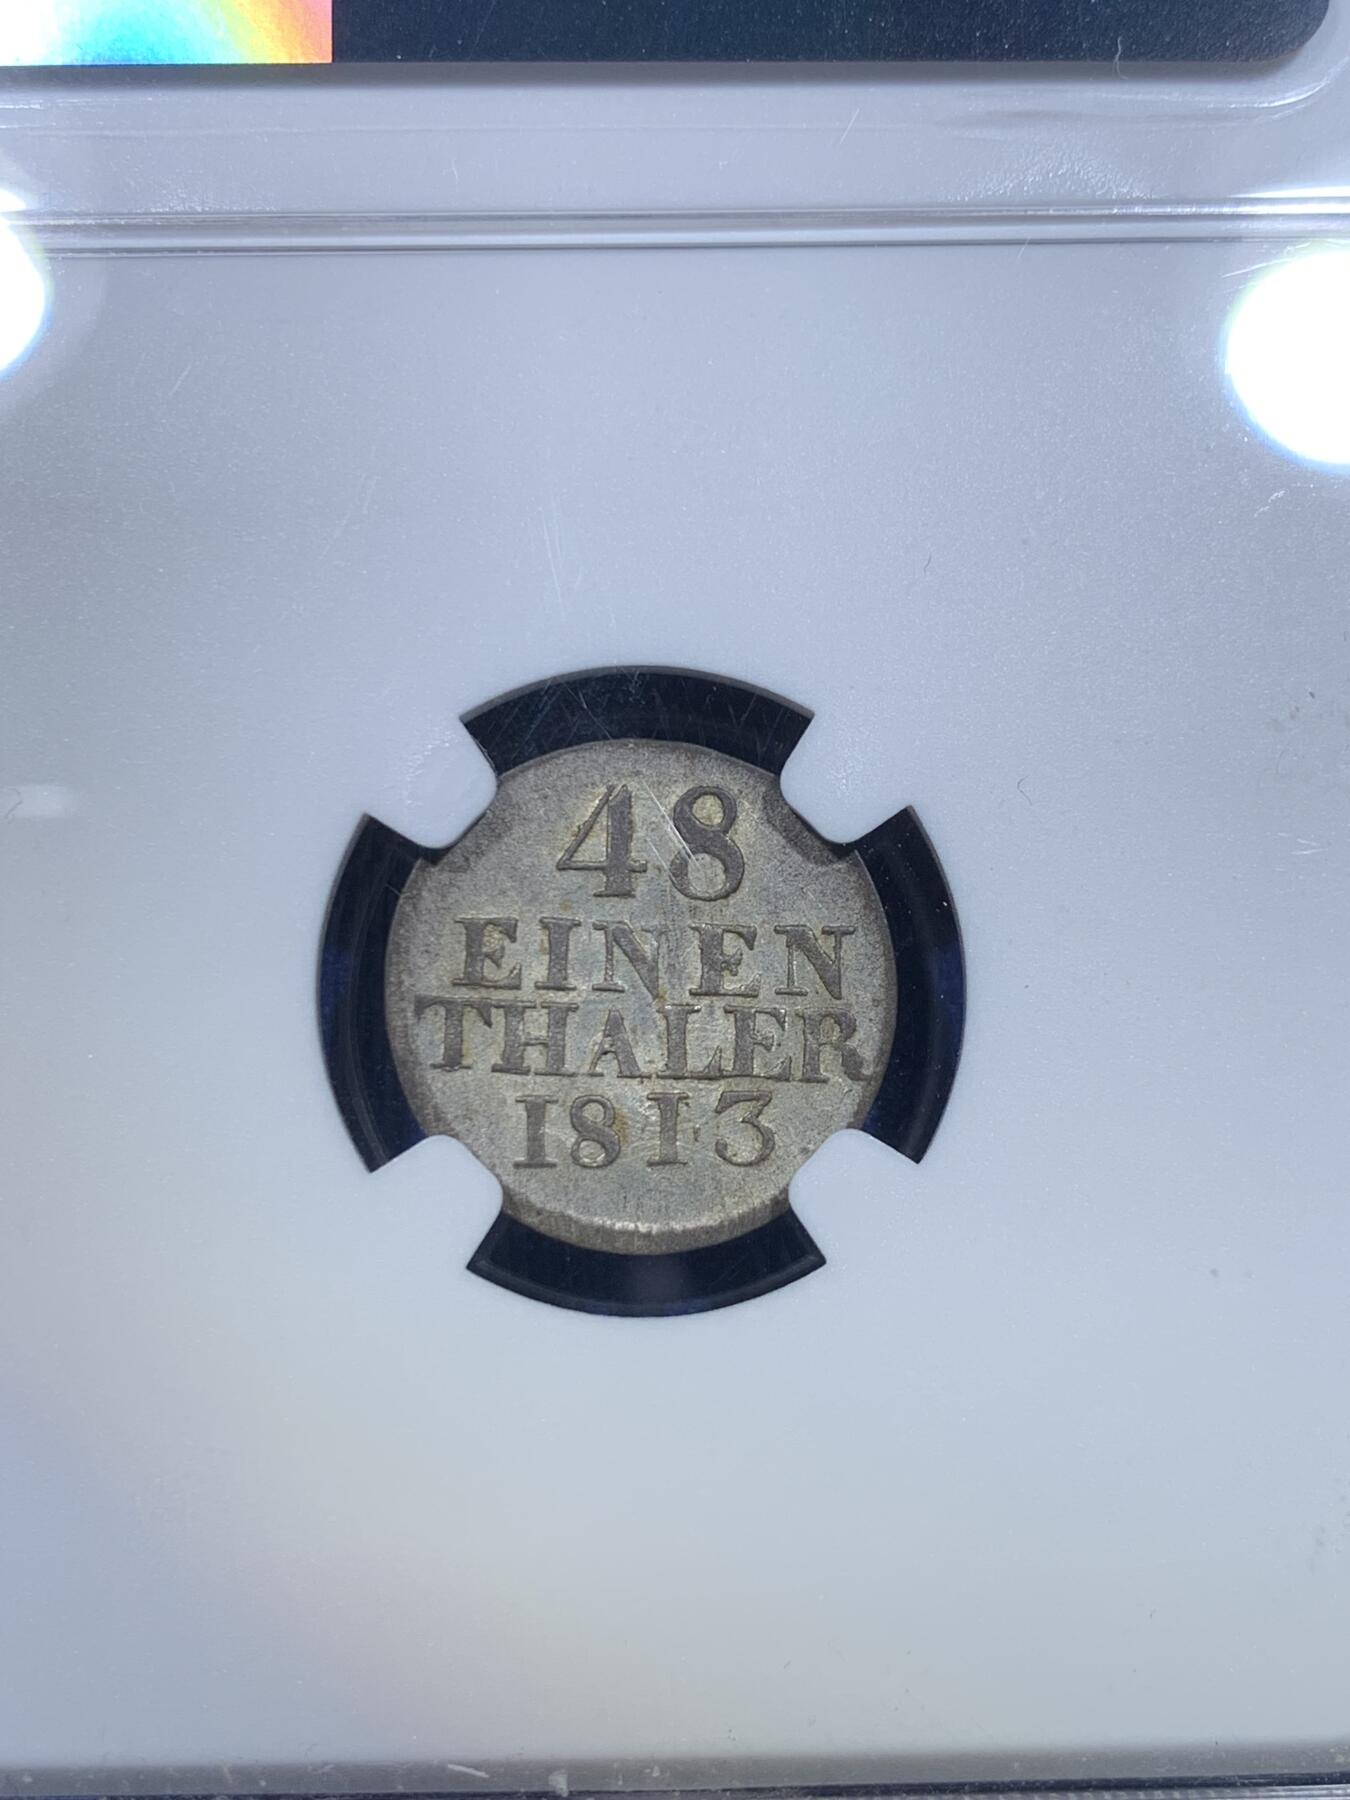 48
EINEN
THALER
1813